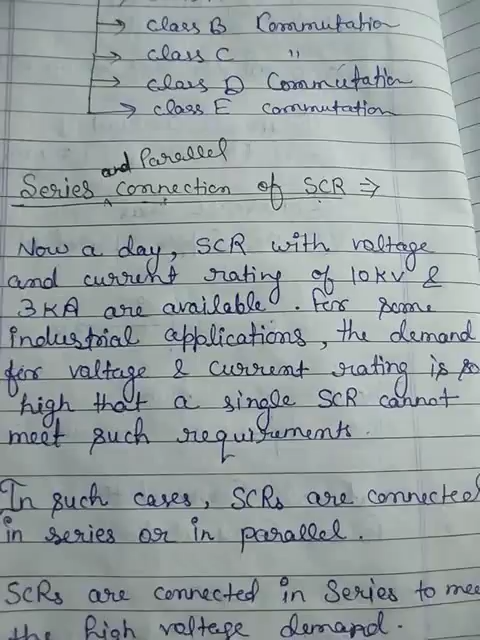 → class B Commutation
→ class C "
→ class D Commutation
→ class E commutation
and Parallel
Series connection of SCR ⇒
Now a day, SCR with voltage
and current rating of 10KV &
3KA are available. For some
industrial applications, the demand
for voltage & current rating is so
high that a single SCR cannot
meet such requirements.
In such cases, SCRs are connected
in series or in parallel.
SCRs are connected in Series to mee
the high voltage demand.